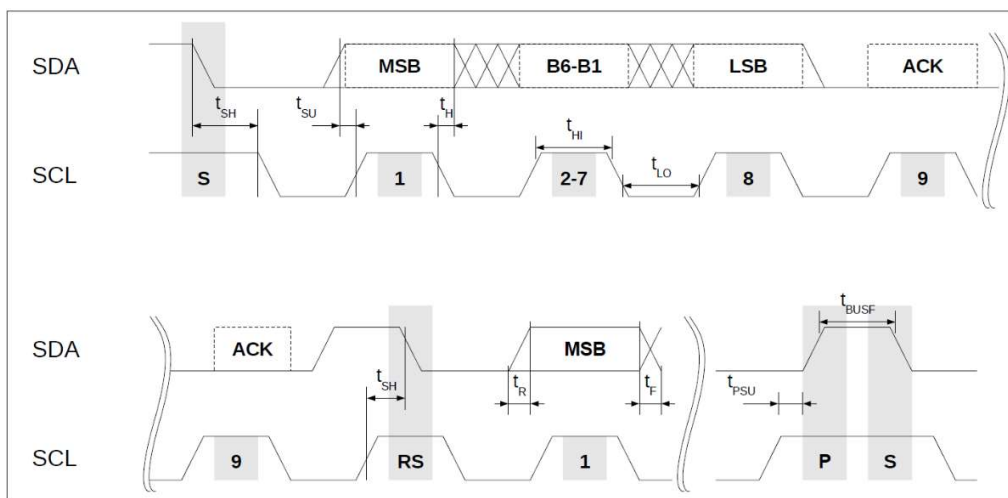 SDA
MSB
B6-B1
LSB
ACK
tSH
tSU
tH
tHI
tLO
SCL
S
1
2-7
8
9
tBUSF
SDA
ACK
MSB
tSH
tR
tF
tPSU
SCL
9
RS
1
P
S